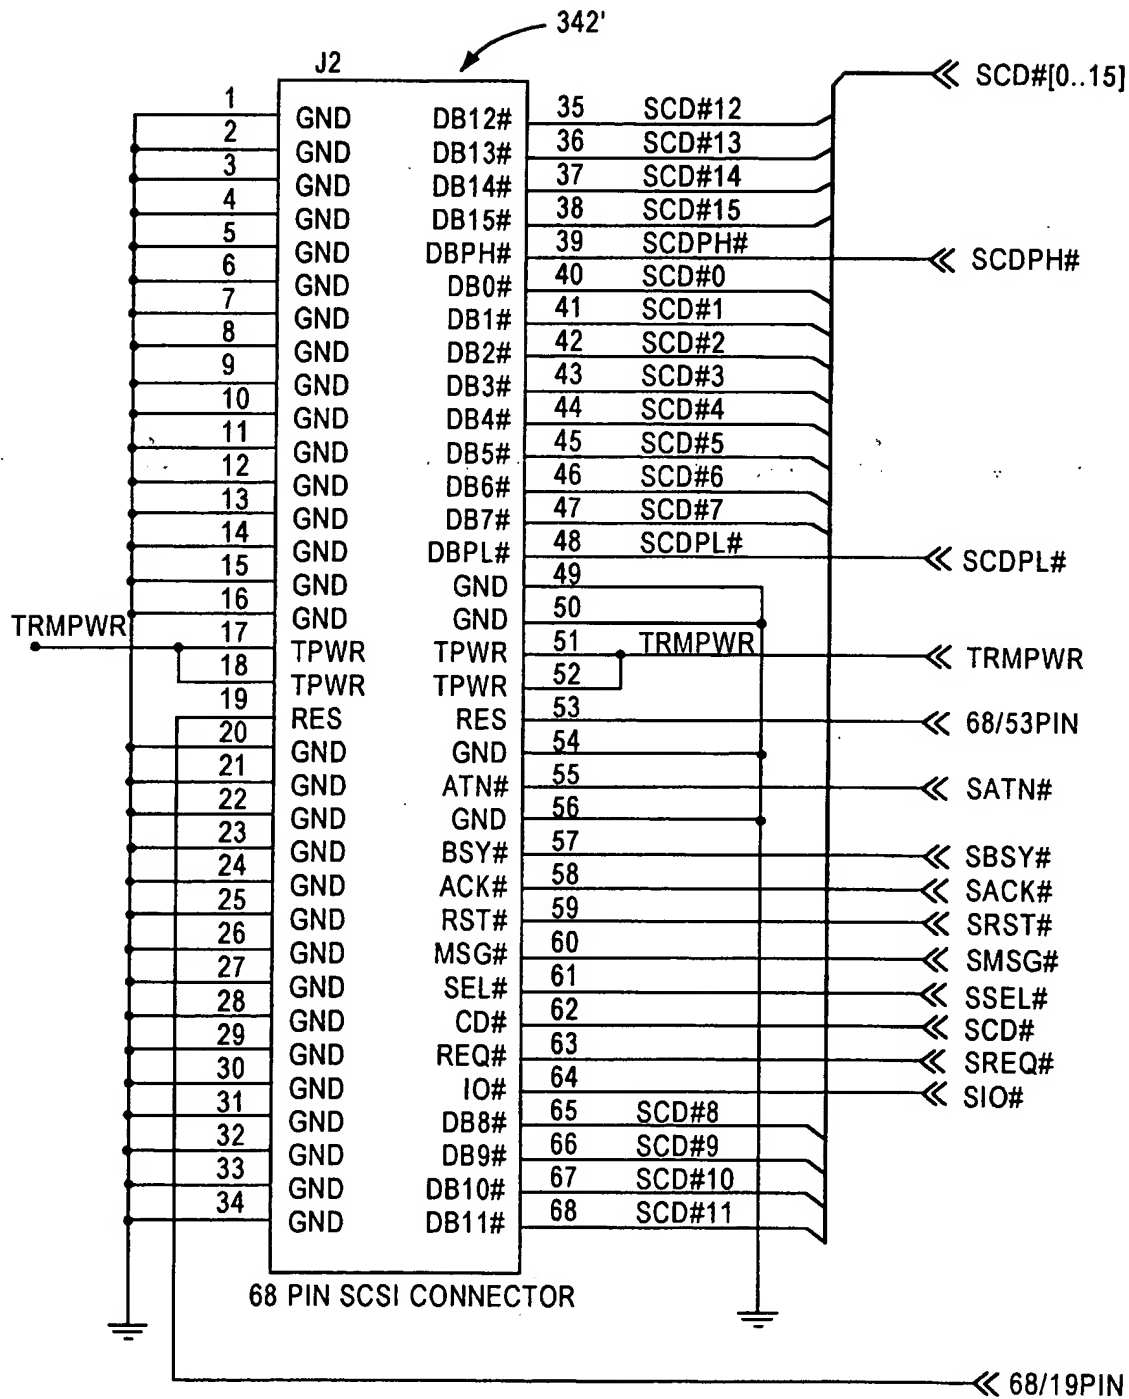 342'
J2
SCD#[0..15]
1 GND DB12# 35 SCD#12
2 GND DB13# 36 SCD#13
3 GND DB14# 37 SCD#14
4 GND DB15# 38 SCD#15
5 GND DBPH# 39 SCDPH# SCDPH#
6 GND DB0# 40 SCD#0
7 GND DB1# 41 SCD#1
8 GND DB2# 42 SCD#2
9 GND DB3# 43 SCD#3
10 GND DB4# 44 SCD#4
11 GND DB5# 45 SCD#5
12 GND DB6# 46 SCD#6
13 GND DB7# 47 SCD#7
14 GND DBPL# 48 SCDPL# SCDPL#
15 GND GND 49
16 GND GND 50
TRMPWR 17 TPWR TPWR 51 TRMPWR TRMPWR
18 TPWR TPWR 52
19 RES RES 53 68/53PIN
20 GND GND 54
21 GND ATN# 55 SATN#
22 GND GND 56
23 GND BSY# 57 SBSY#
24 GND ACK# 58 SACK#
25 GND RST# 59 SRST#
26 GND MSG# 60 SMSG#
27 GND SEL# 61 SSEL#
28 GND CD# 62 SCD#
29 GND REQ# 63 SREQ#
30 GND IO# 64 SIO#
31 GND DB8# 65 SCD#8
32 GND DB9# 66 SCD#9
33 GND DB10# 67 SCD#10
34 GND DB11# 68 SCD#11
68 PIN SCSI CONNECTOR
68/19PIN